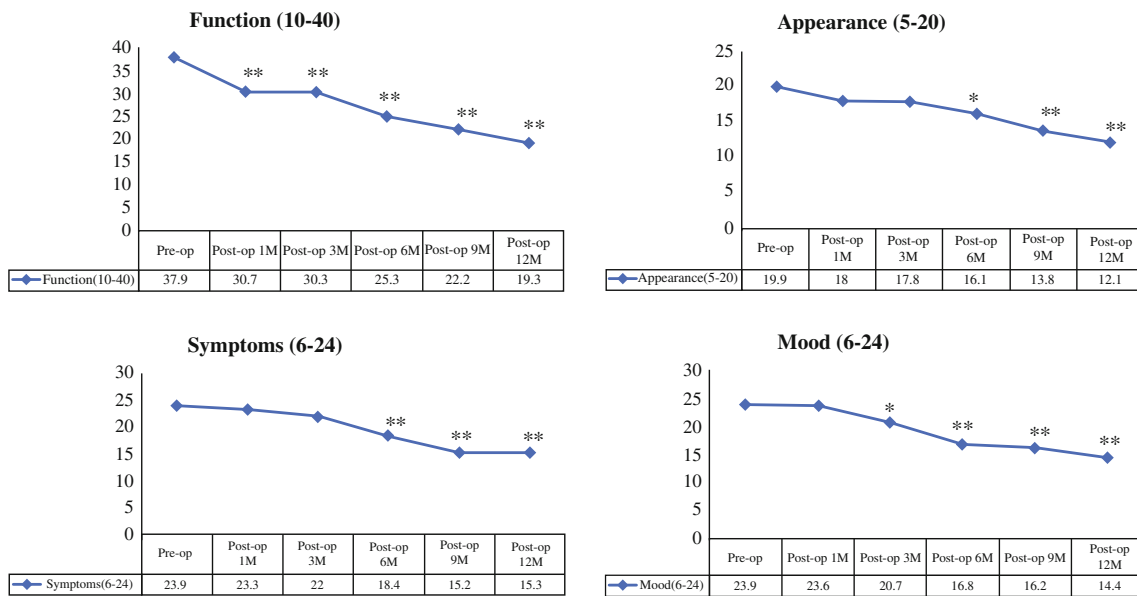 Function (10-40)
40
35
30
25
20
15
10
5
0
** ** ** ** **
Pre-op Post-op 1M Post-op 3M Post-op 6M Post-op 9M Post-op 12M
Function(10-40) 37.9 30.7 30.3 25.3 22.2 19.3
Appearance (5-20)
25
20
15
10
5
0
* ** **
Pre-op Post-op 1M Post-op 3M Post-op 6M Post-op 9M Post-op 12M
Appearance(5-20) 19.9 18 17.8 16.1 13.8 12.1
Symptoms (6-24)
30
25
20
15
10
5
0
** ** **
Pre-op Post-op 1M Post-op 3M Post-op 6M Post-op 9M Post-op 12M
Symptoms(6-24) 23.9 23.3 22 18.4 15.2 15.3
Mood (6-24)
30
25
20
15
10
5
0
* ** ** **
Pre-op Post-op 1M Post-op 3M Post-op 6M Post-op 9M Post-op 12M
Mood(6-24) 23.9 23.6 20.7 16.8 16.2 14.4